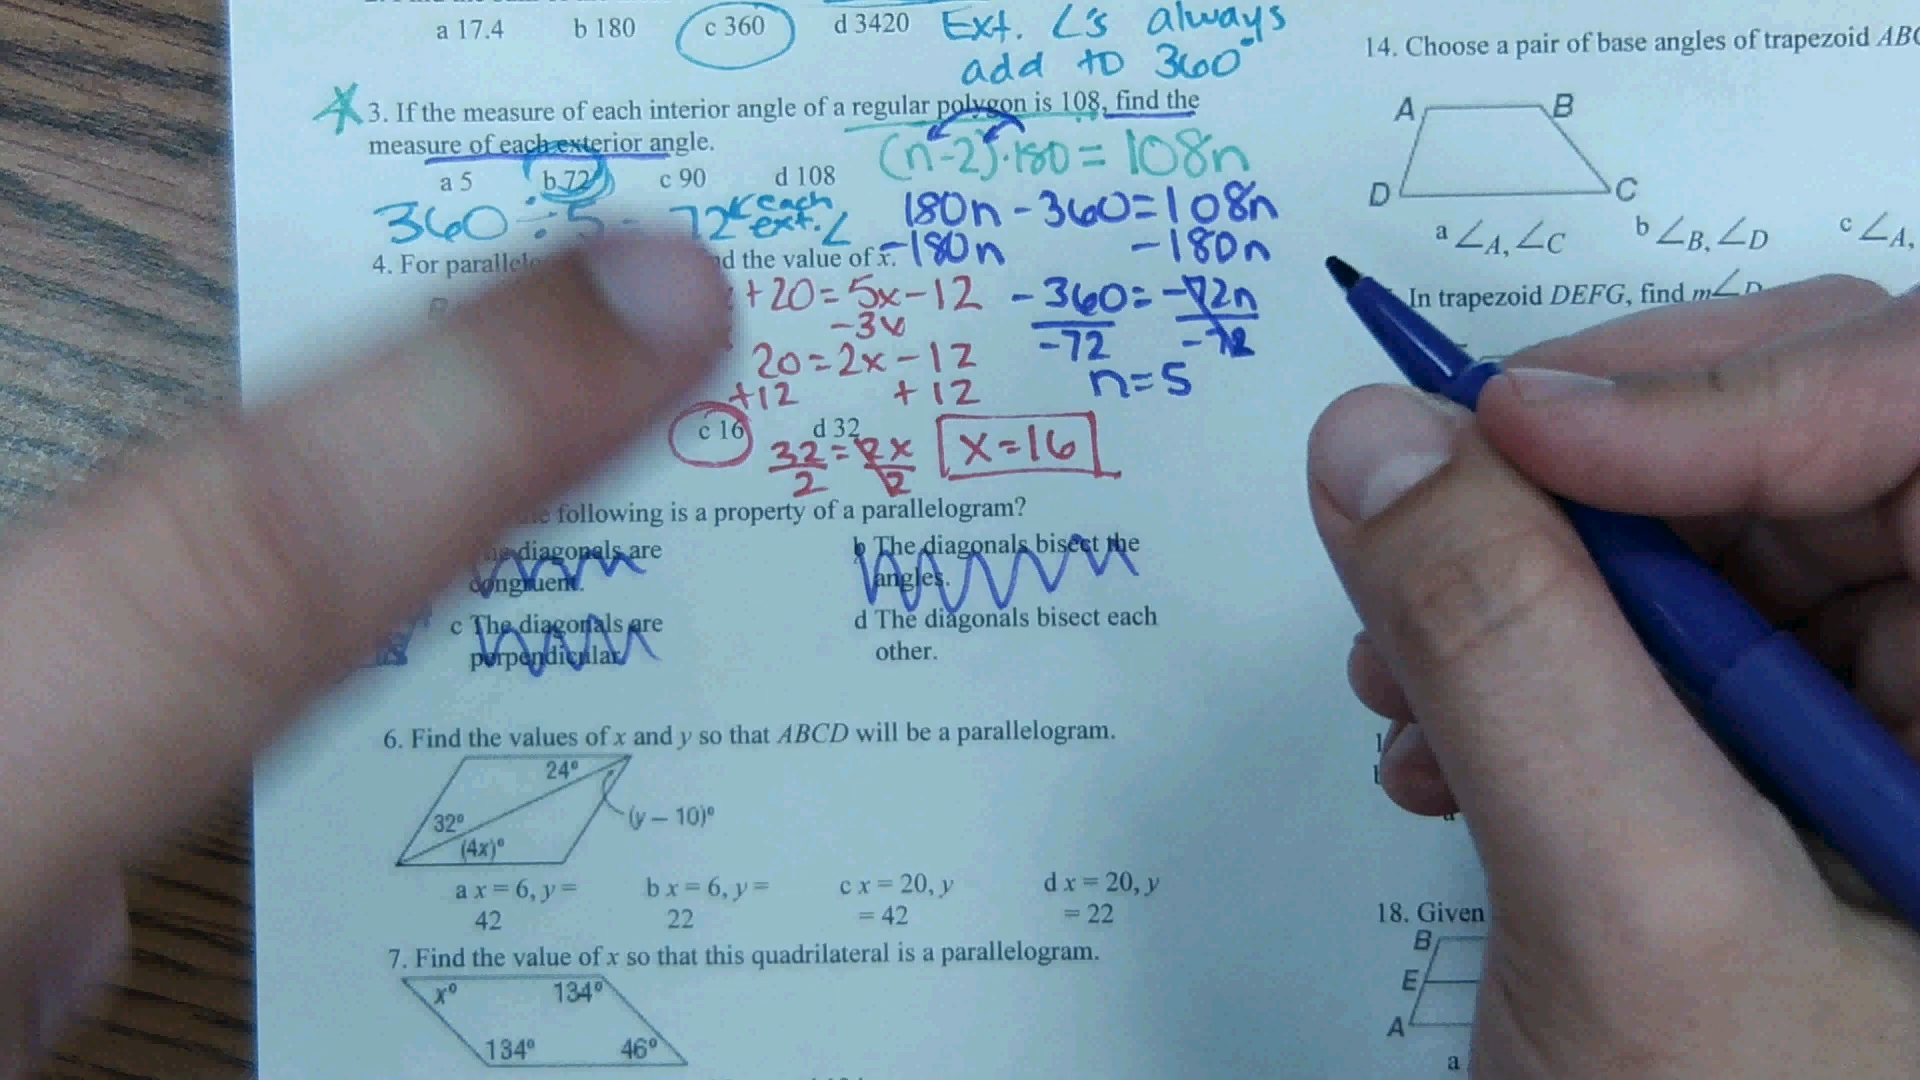 a 17.4 b 180 c 360 d 3420 Ext. ∠'s always
add to 360°
3. If the measure of each interior angle of a regular polygon is 108, find the
measure of each exterior angle.
(n-2)·180 = 108n
a 5 b 72 c 90 d 108
180n - 360 = 108n
360 ÷ 5 = 72 ← each
ext. ∠
-180n -180n
4. For the value of x.
+20 = 5x - 12
-360 = -72n
-3x
-72 -72
20 = 2x - 12
n = 5
+12 +12
c 16 d 32
32 = 2x x = 16
2 2
following is a property of a parallelogram?
diagonals are
congruent.
b The diagonals bisect the
angles.
c The diagonals are
perpendicular.
d The diagonals bisect each
other.
6. Find the values of x and y so that ABCD will be a parallelogram.
24°
32°
(y – 10)°
(4x)°
a x = 6, y =
42
b x = 6, y =
22
c x = 20, y
= 42
d x = 20, y
= 22
7. Find the value of x so that this quadrilateral is a parallelogram.
x° 134°
134° 46°
14. Choose a pair of base angles of trapezoid ABC
A B
D C
a ∠A, ∠C b ∠B, ∠D c ∠A,
In trapezoid DEFG, find m∠D
18. Given
B
E
A
a